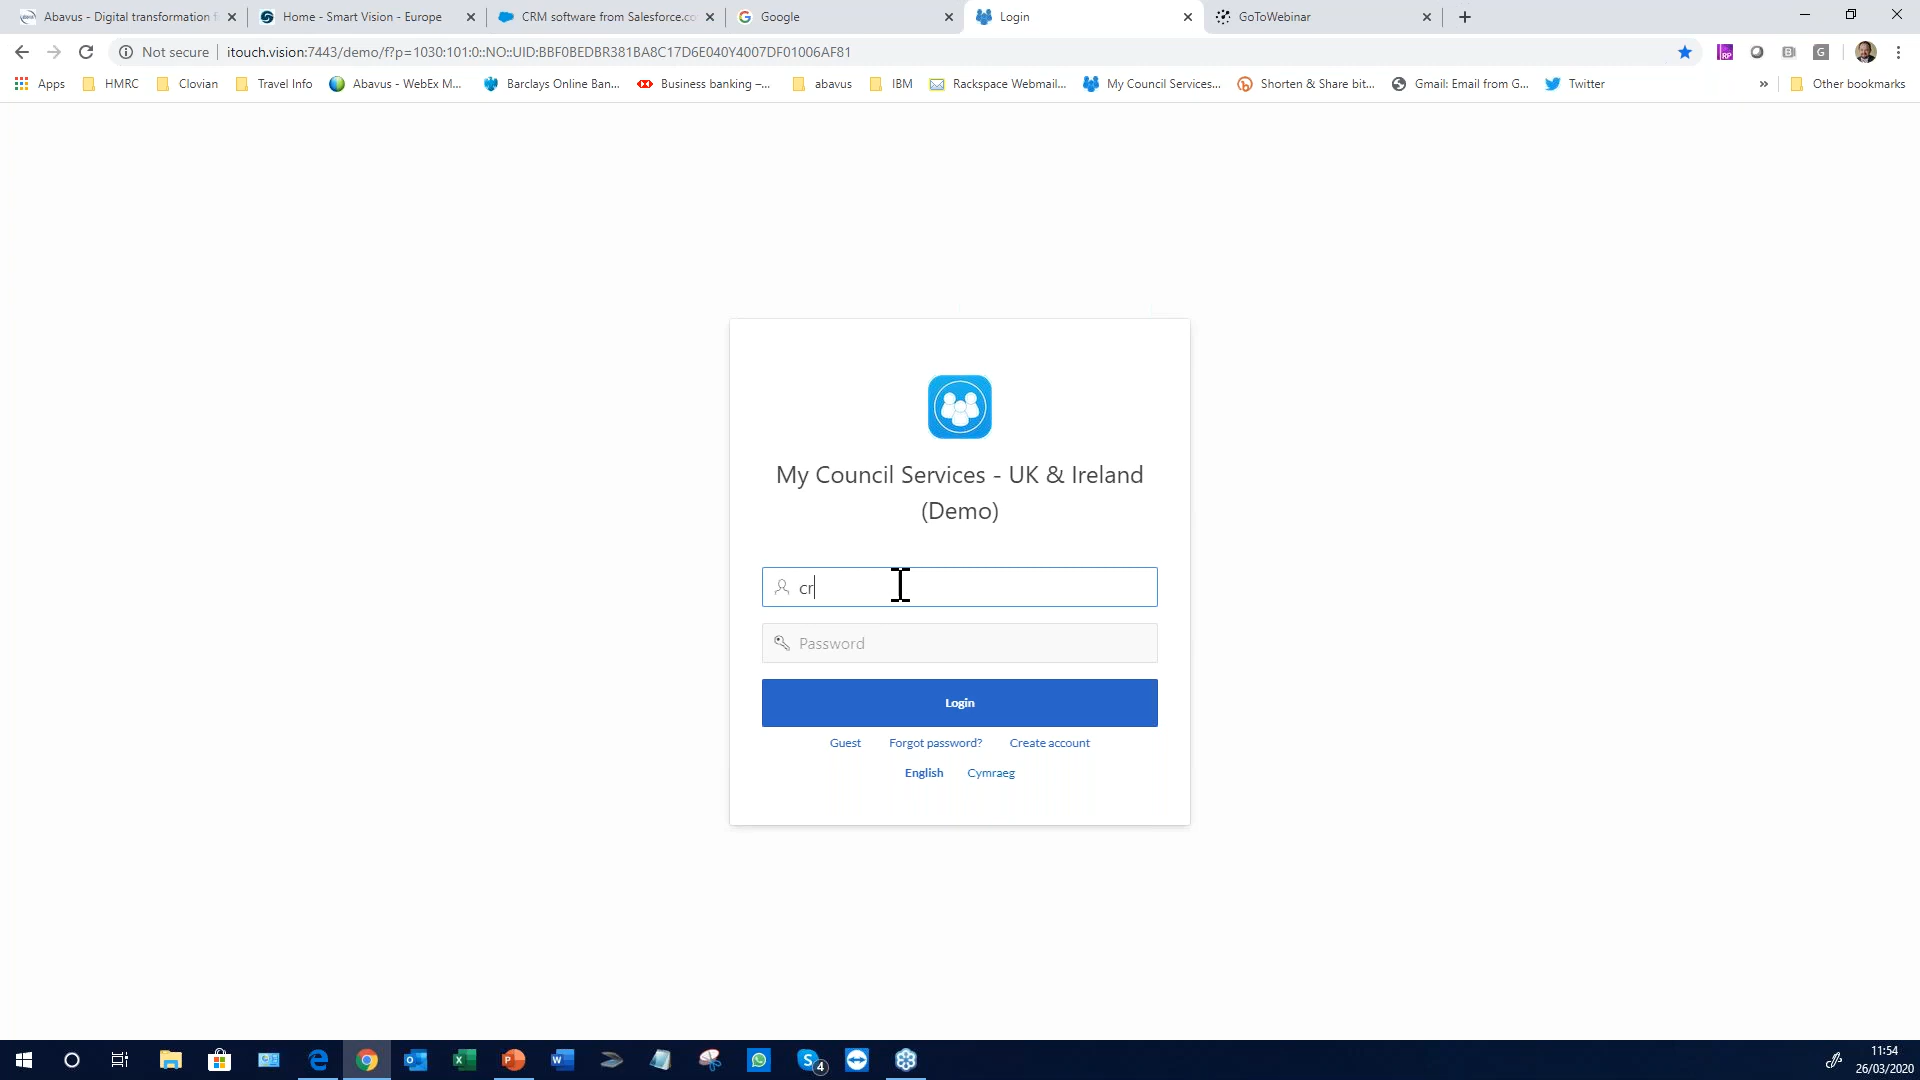 Abavus - Digital transformation f
Home - Smart Vision - Europe
CRM software from Salesforce.co
Google
Login
GoToWebinar
Not secure
itouch.vision:7443/demo/f?p=1030:101:0::NO::UID:BBF0BEDBR381BA8C17D6E040Y4007DF01006AF81
Apps
HMRC
Clovian
Travel Info
Abavus - WebEx M...
Barclays Online Ban...
Business banking –...
abavus
IBM
Rackspace Webmail...
My Council Services...
Shorten & Share bit...
Gmail: Email from G...
Twitter
»
Other bookmarks
My Council Services - UK & Ireland
(Demo)
cr
Password
Login
Guest
Forgot password?
Create account
English
Cymraeg
4
11:54
26/03/2020